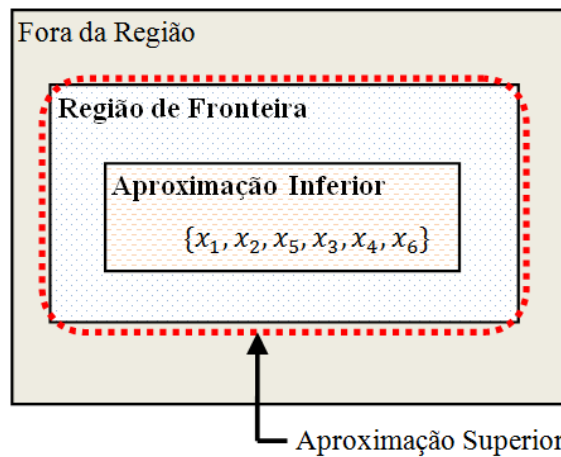 Fora da Região
Região de Fronteira
Aproximação Inferior
{x₁, x₂, x₅, x₃, x₄, x₆}
Aproximação Superior